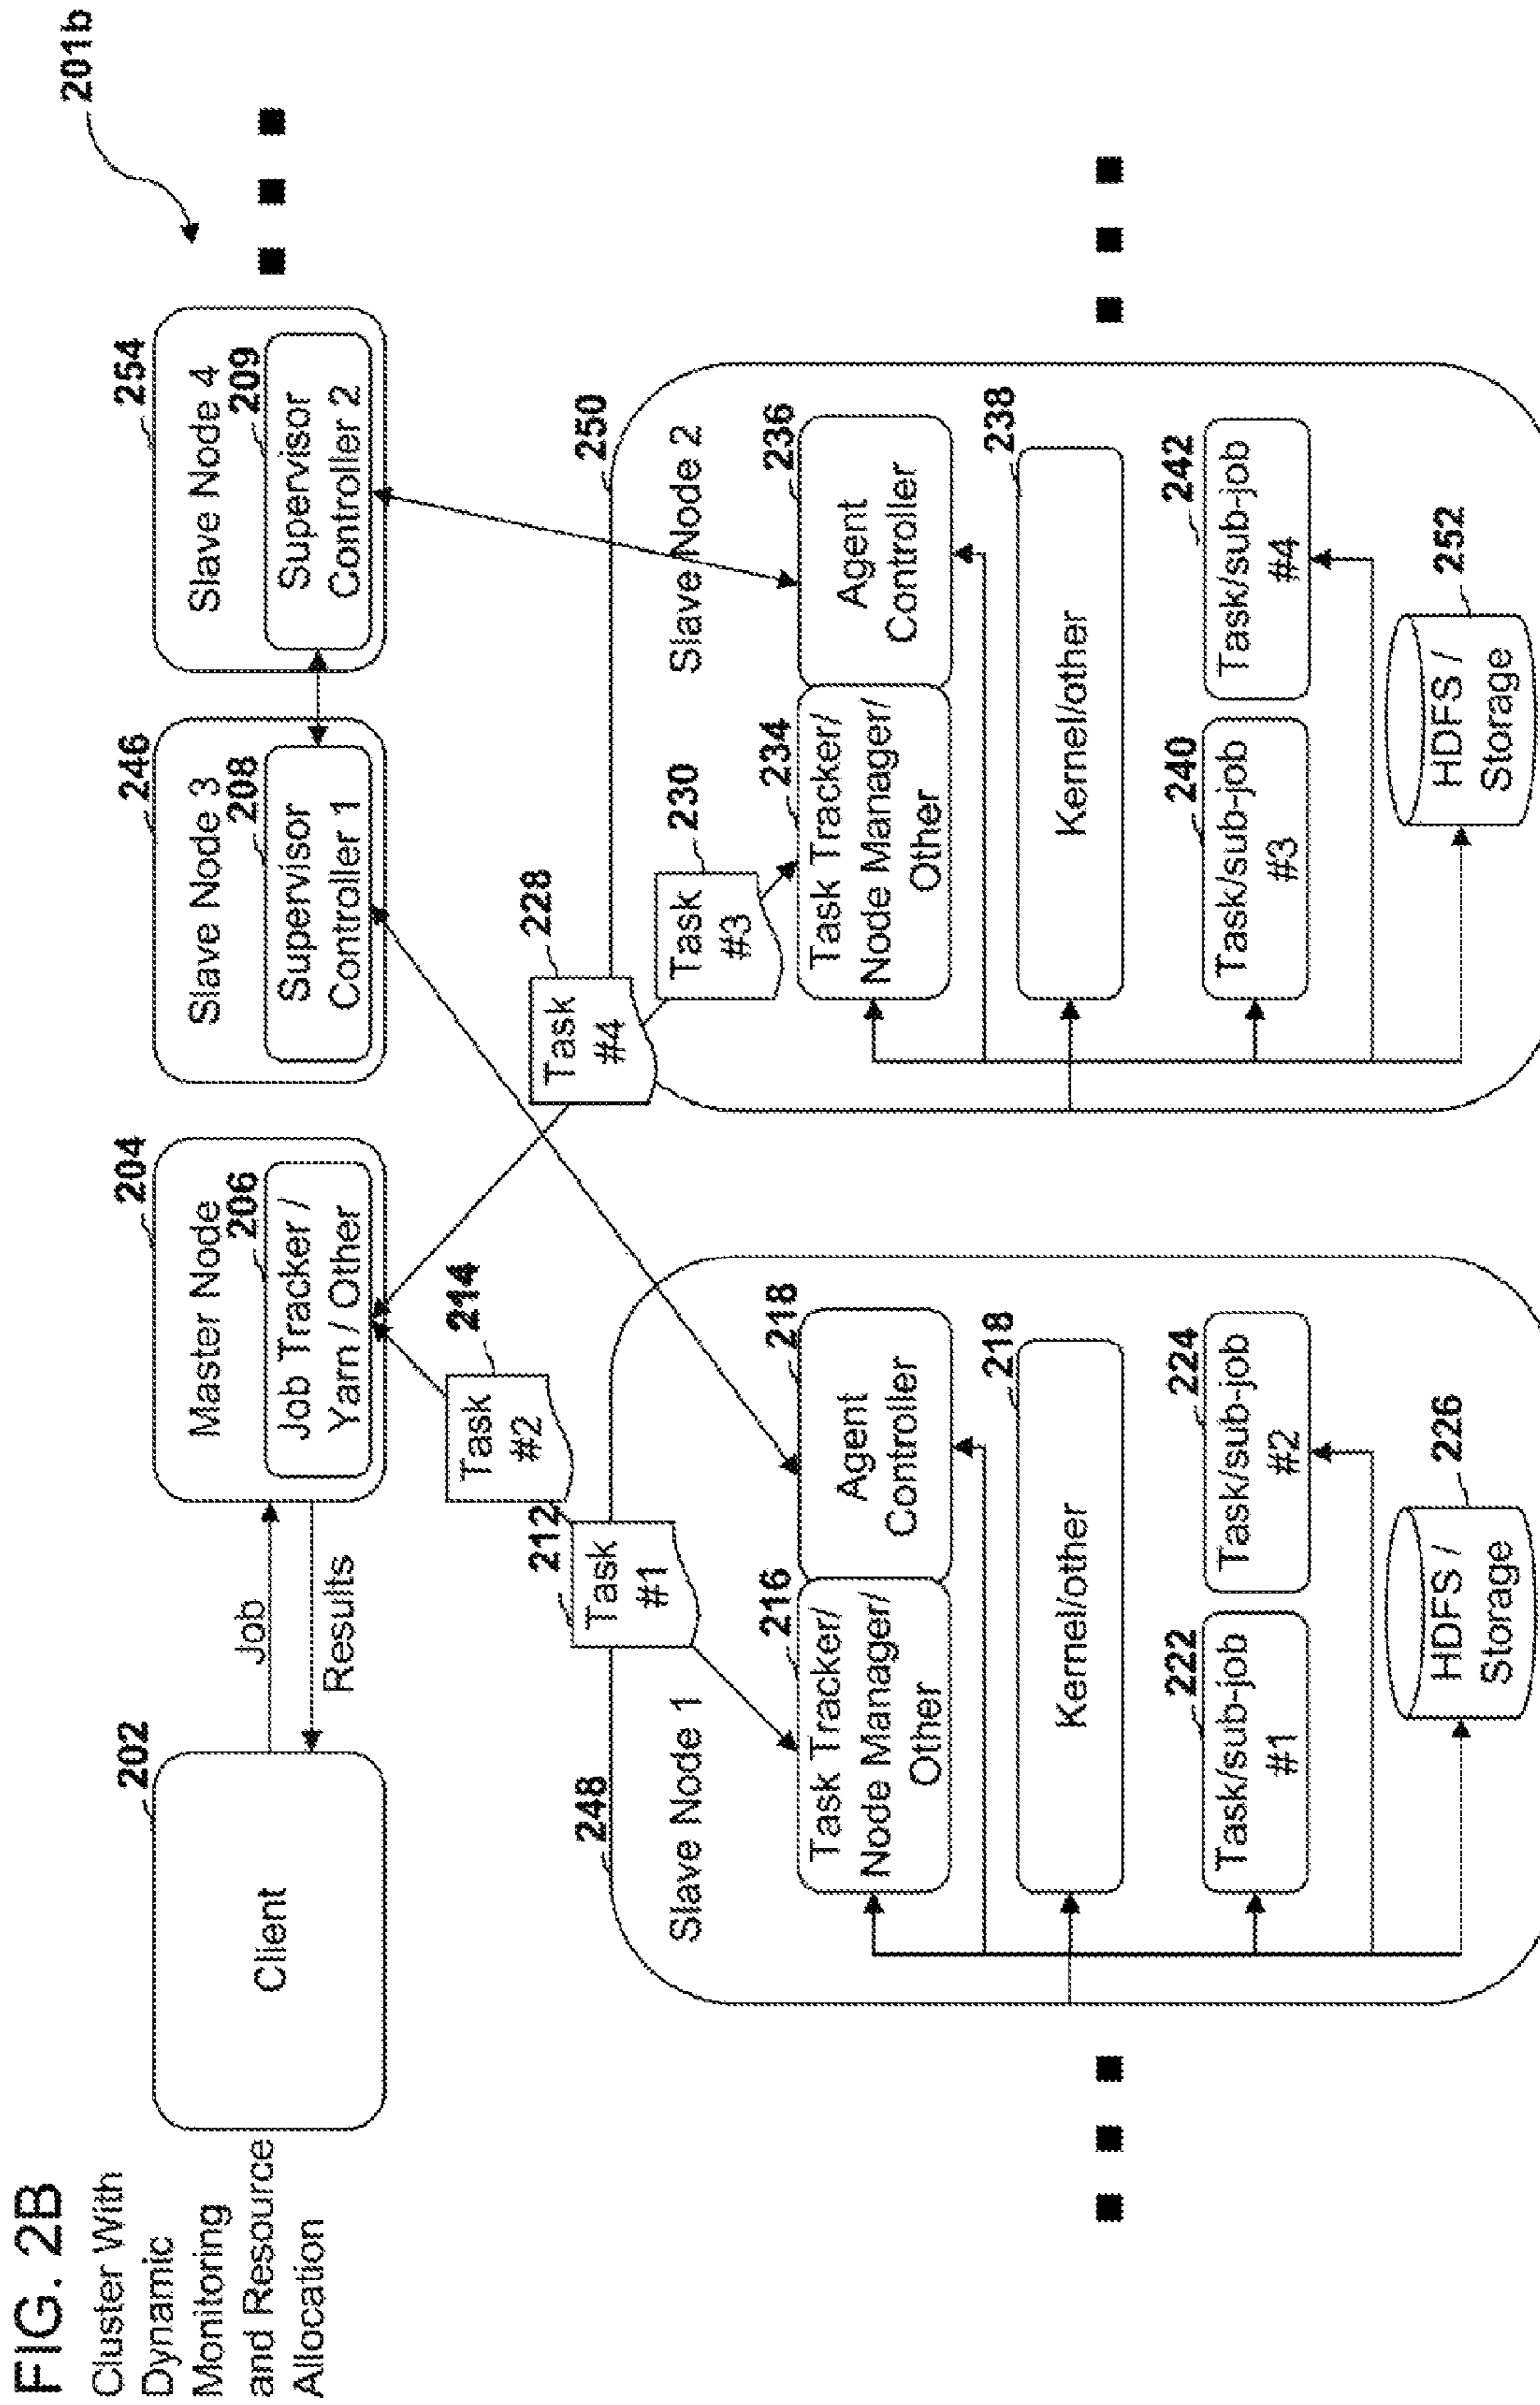 FIG. 2B
Cluster With
Dynamic
Monitoring
and Resource
Allocation
201b
202
Client
Job
Results
204
Master Node
206
Job Tracker /
Yarn / Other
246
Slave Node 3
208
Supervisor
Controller 1
254
Slave Node 4
209
Supervisor
Controller 2
214
Task
#2
212
Task
#1
228
Task
#4
230
Task
#3
248
Slave Node 1
216
Task Tracker/
Node Manager/
Other
218
Agent
Controller
218
Kernel/other
222
Task/sub-job
#1
224
Task/sub-job
#2
226
HDFS /
Storage
250
Slave Node 2
234
Task Tracker/
Node Manager/
Other
236
Agent
Controller
238
Kernel/other
240
Task/sub-job
#3
242
Task/sub-job
#4
252
HDFS /
Storage